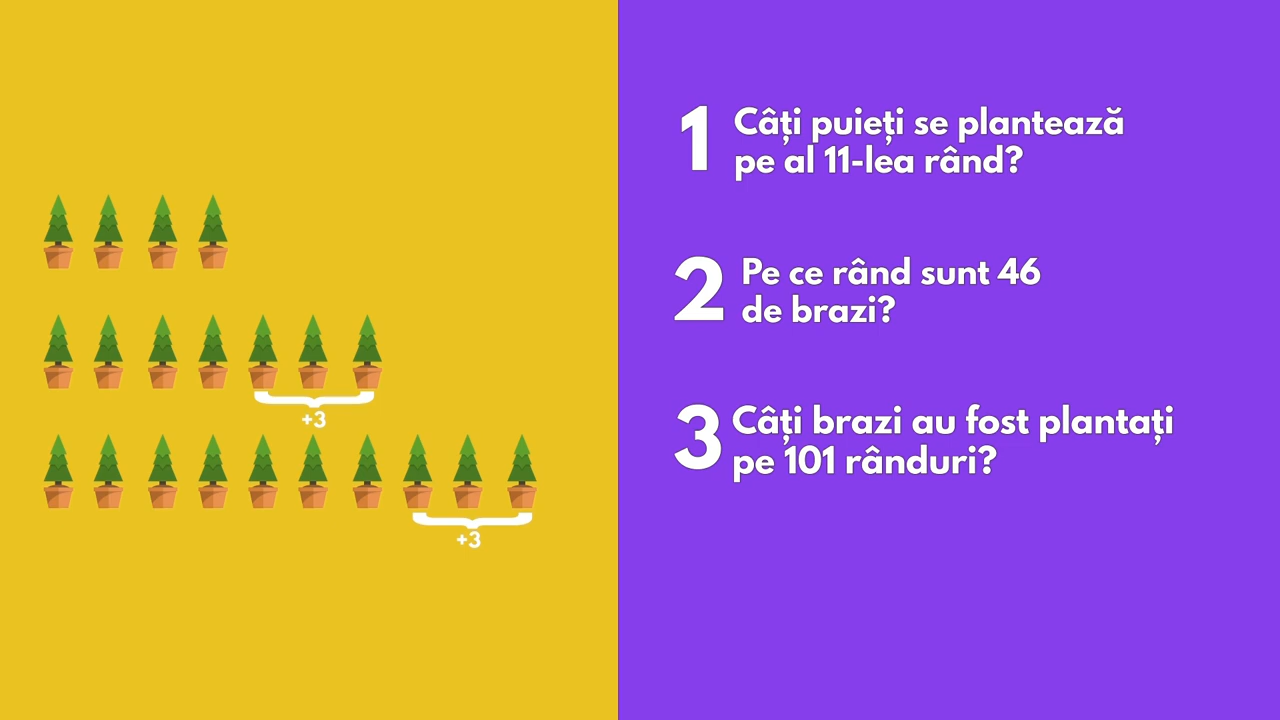 +3
+3
1 Câți puieți se plantează
pe al 11-lea rând?
2 Pe ce rând sunt 46
de brazi?
3 Câți brazi au fost plantați
pe 101 rânduri?